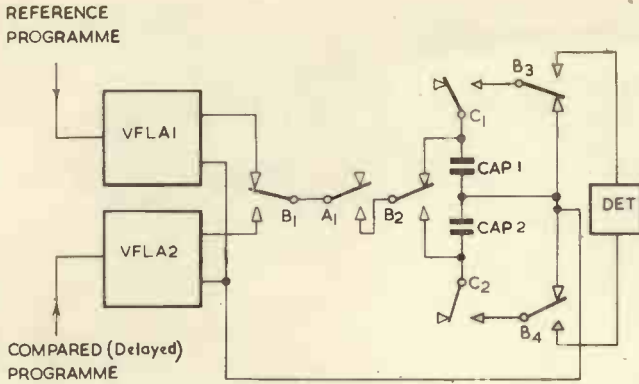 REFERENCE
PROGRAMME
VFLA1
VFLA2
COMPARED (Delayed)
PROGRAMME
B1
A1
B2
C1
CAP 1
CAP 2
C2
B3
B4
DET